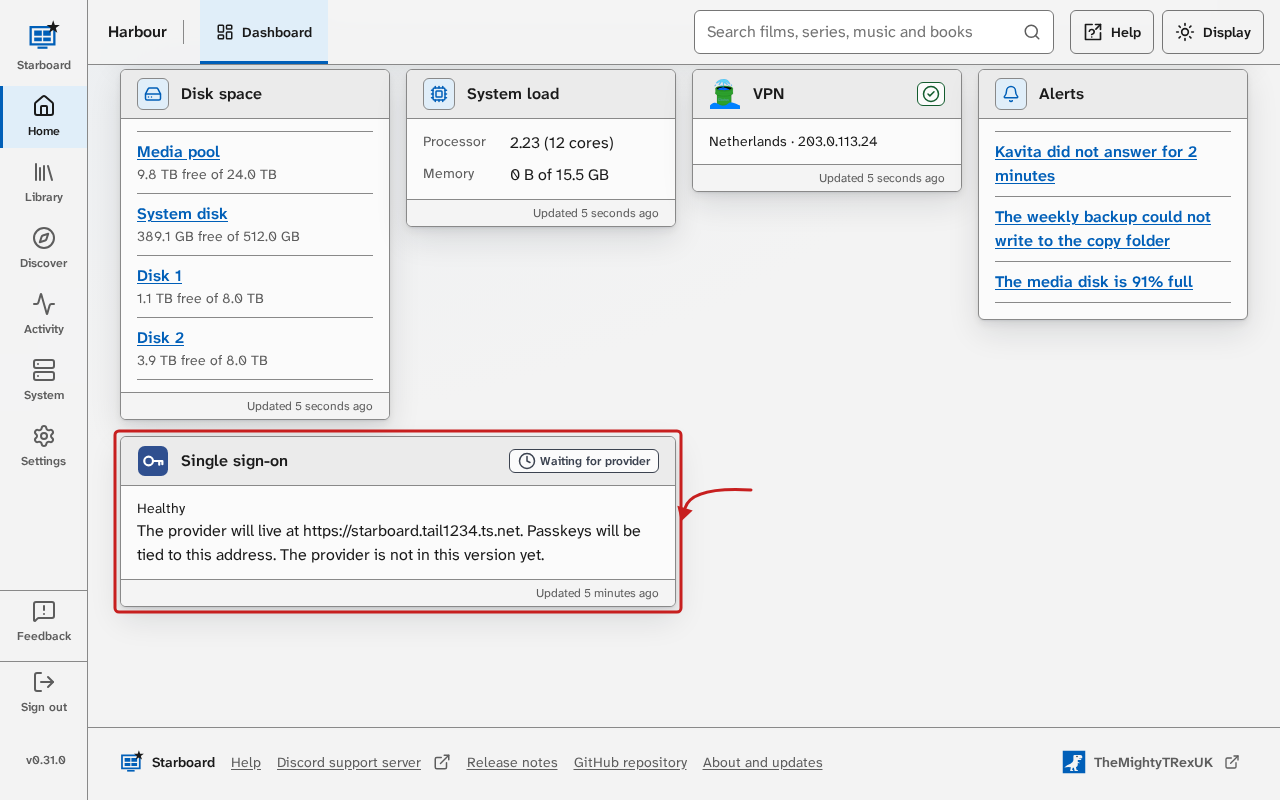 Starboard
Home
Library
Discover
Activity
System
Settings
Feedback
Sign out
v0.31.0
Harbour
Dashboard
Search films, series, music and books
Help
Display
Disk space
Media pool
9.8 TB free of 24.0 TB
System disk
389.1 GB free of 512.0 GB
Disk 1
1.1 TB free of 8.0 TB
Disk 2
3.9 TB free of 8.0 TB
Updated 5 seconds ago
System load
Processor 2.23 (12 cores)
Memory 0 B of 15.5 GB
Updated 5 seconds ago
VPN
Netherlands · 203.0.113.24
Updated 5 seconds ago
Alerts
Kavita did not answer for 2
minutes
The weekly backup could not
write to the copy folder
The media disk is 91% full
Single sign-on
Waiting for provider
Healthy
The provider will live at https://starboard.tail1234.ts.net. Passkeys will be
tied to this address. The provider is not in this version yet.
Updated 5 minutes ago
Starboard Help Discord support server Release notes GitHub repository About and updates
TheMightyTRexUK